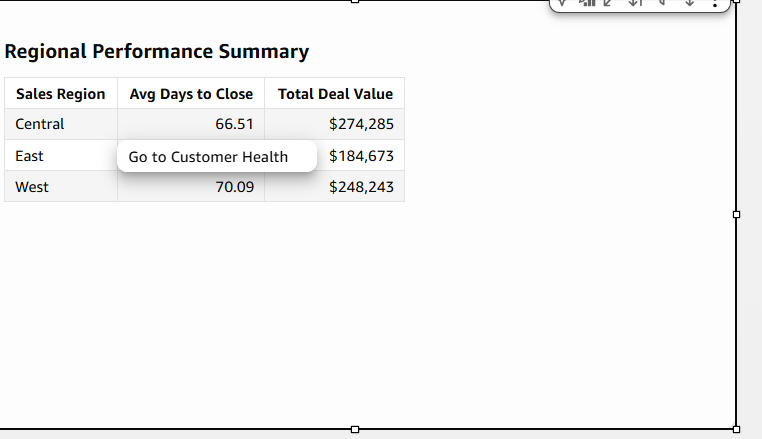 Regional Performance Summary
Sales Region Avg Days to Close Total Deal Value
Central 66.51 $274,285
East Go to Customer Health $184,673
West 70.09 $248,243